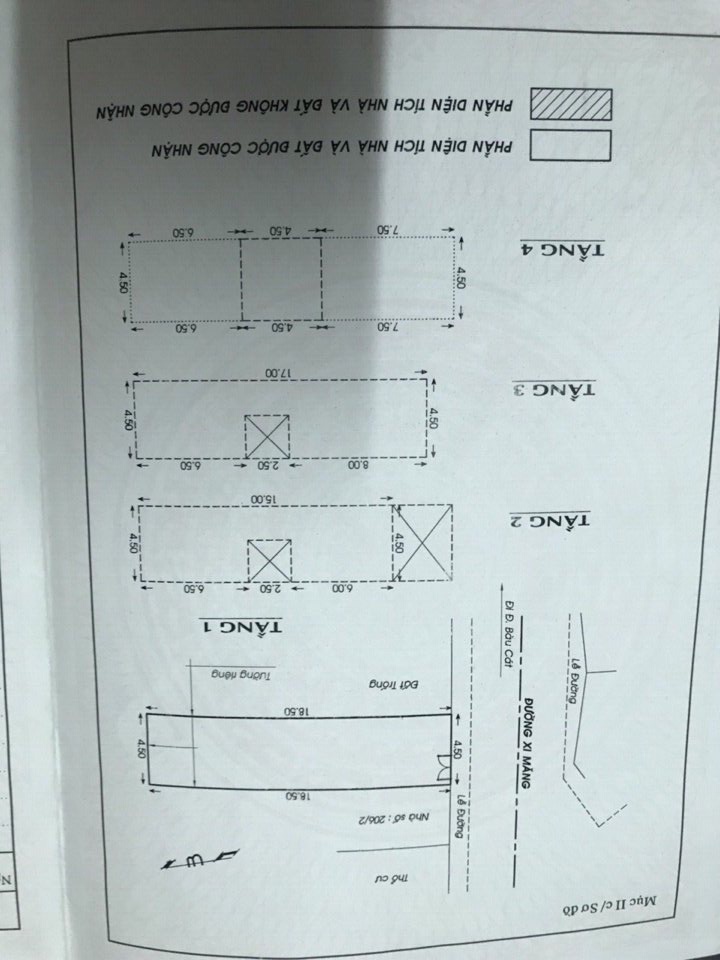 Mục II c/ Sơ đồ
Thổ cư
Nhà số : 206/2
Lề Đường
ĐƯỜNG XI MĂNG
Lề Đường
Đi Đ. Bàu Cát
18.50
4.50
4.50
18.50
Đất Trống
Tường riêng
TẦNG 1
6.00 2.50 6.50
4.50
4.50
TẦNG 2
15.00
8.00 2.50 6.50
4.50
4.50
TẦNG 3
17.00
7.50 4.50 6.50
4.50
4.50
TẦNG 4
7.50 4.50 6.50
PHẦN DIỆN TÍCH NHÀ VÀ ĐẤT ĐƯỢC CÔNG NHẬN
PHẦN DIỆN TÍCH NHÀ VÀ ĐẤT KHÔNG ĐƯỢC CÔNG NHẬN